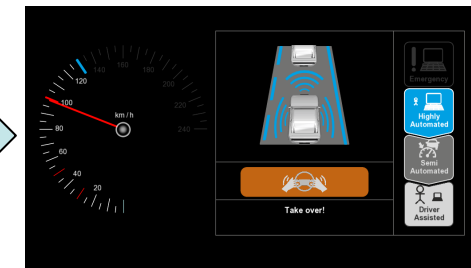 120
140
160
180
200
220
240
100
80
60
40
20
km / h
Take over!
Emergency
Highly
Automated
Semi
Automated
Driver
Assisted